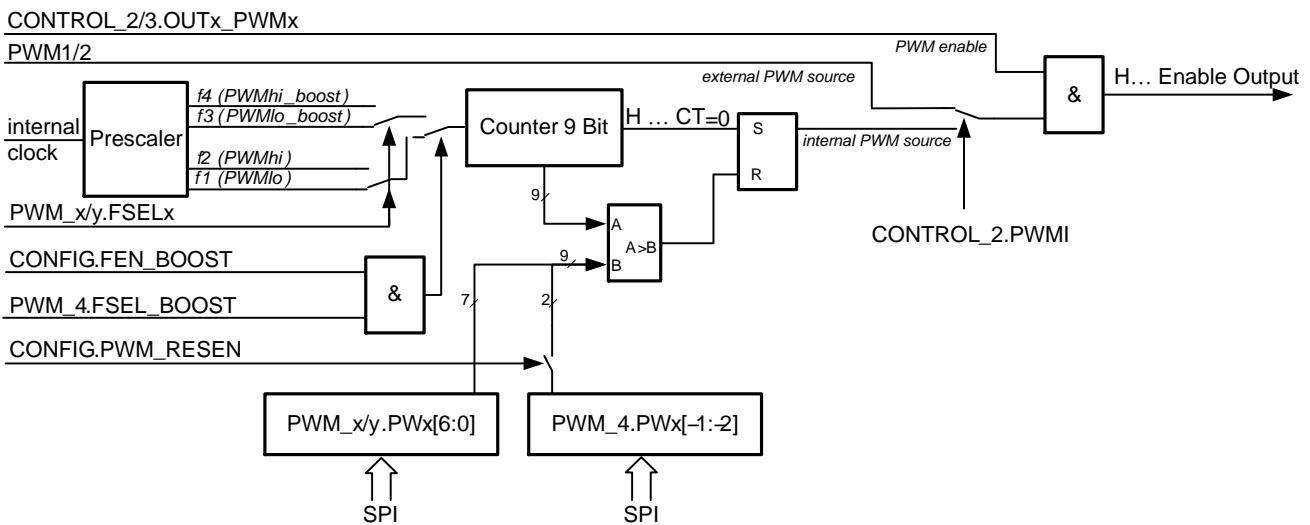 CONTROL_2/3.OUTx_PWMx
PWM1/2
PWM enable
external PWM source
&
H… Enable Output
f4 (PWMhi_boost)
f3 (PWMlo_boost)
internal
clock
Prescaler
f2 (PWMhi)
f1 (PWMlo)
Counter 9 Bit
H … CT=0
S
R
internal PWM source
9
PWM_x/y.FSELx
A
A>B
B
9
CONTROL_2.PWMI
CONFIG.FEN_BOOST
&
PWM_4.FSEL_BOOST
7
2
CONFIG.PWM_RESEN
PWM_x/y.PWx[6:0]
PWM_4.PWx[–1:–2]
SPI
SPI